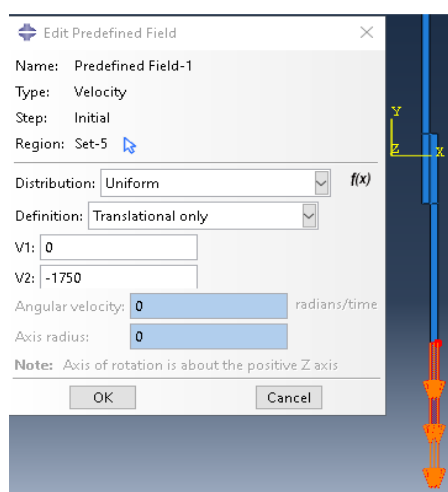 Edit Predefined Field
Name: Predefined Field-1
Type: Velocity
Step: Initial
Region: Set-5
Distribution: Uniform f(x)
Definition: Translational only
V1: 0
V2: -1750
Angular velocity: 0 radians/time
Axis radius: 0
Note: Axis of rotation is about the positive Z axis
OK Cancel
Y
Z X